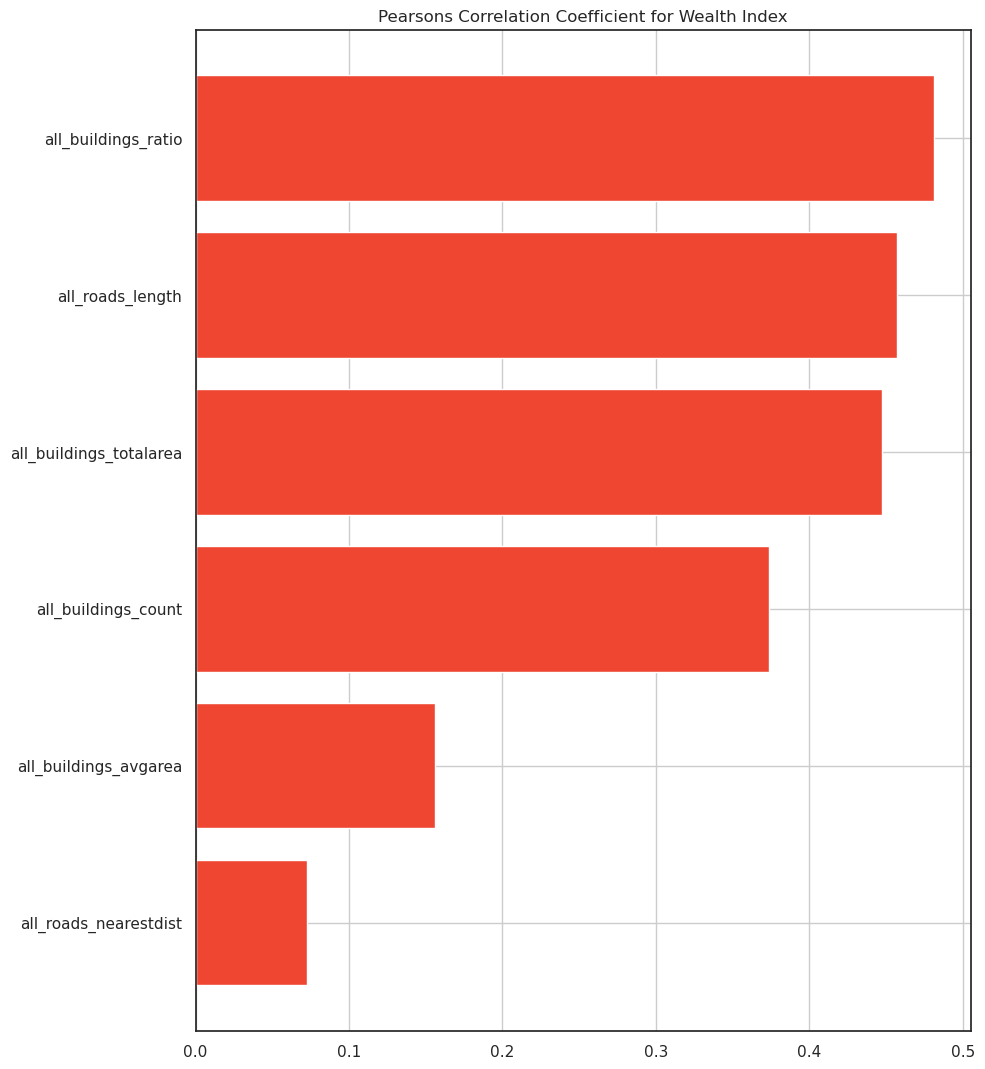 Pearsons Correlation Coefficient for Wealth Index
all_buildings_ratio
all_roads_length
all_buildings_totalarea
all_buildings_count
all_buildings_avgarea
all_roads_nearestdist
0.0 0.1 0.2 0.3 0.4 0.5